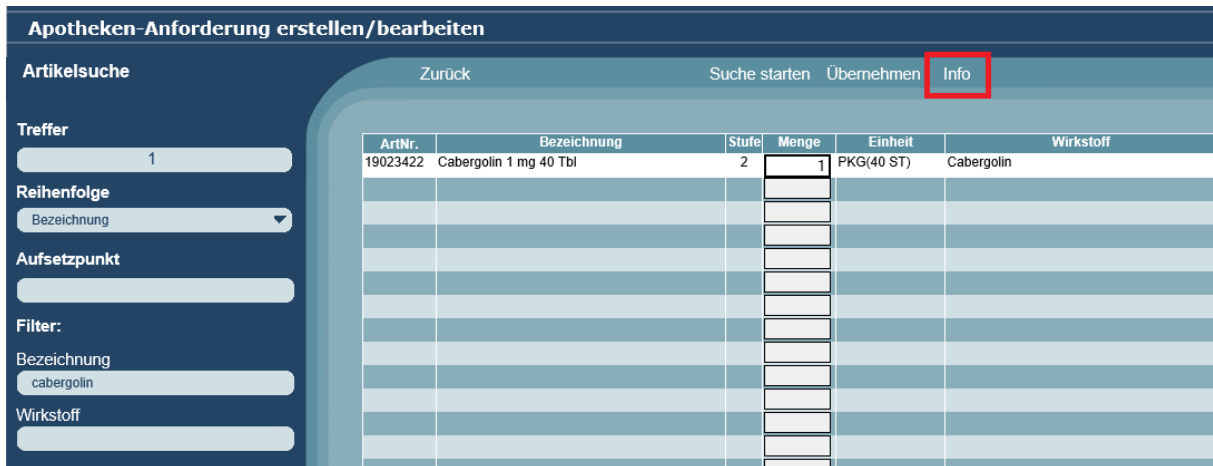 Apotheken-Anforderung erstellen/bearbeiten
Artikelsuche
Zurück Suche starten Übernehmen Info
Treffer
1
Reihenfolge
Bezeichnung
Aufsetzpunkt
Filter:
Bezeichnung
cabergolin
Wirkstoff
ArtNr. Bezeichnung Stufe Menge Einheit Wirkstoff
19023422 Cabergolin 1 mg 40 Tbl 2 1 PKG(40 ST) Cabergolin